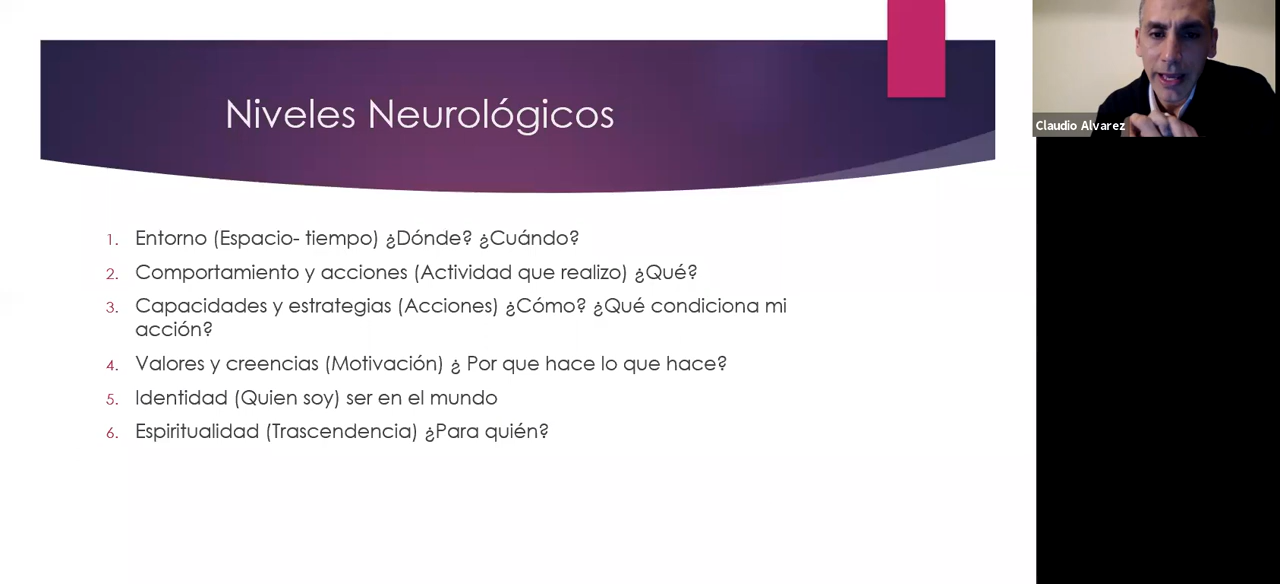 Niveles Neurológicos
1. Entorno (Espacio- tiempo) ¿Dónde? ¿Cuándo?
2. Comportamiento y acciones (Actividad que realizo) ¿Qué?
3. Capacidades y estrategias (Acciones) ¿Cómo? ¿Qué condiciona mi
acción?
4. Valores y creencias (Motivación) ¿ Por que hace lo que hace?
5. Identidad (Quien soy) ser en el mundo
6. Espiritualidad (Trascendencia) ¿Para quién?
Claudio Alvarez